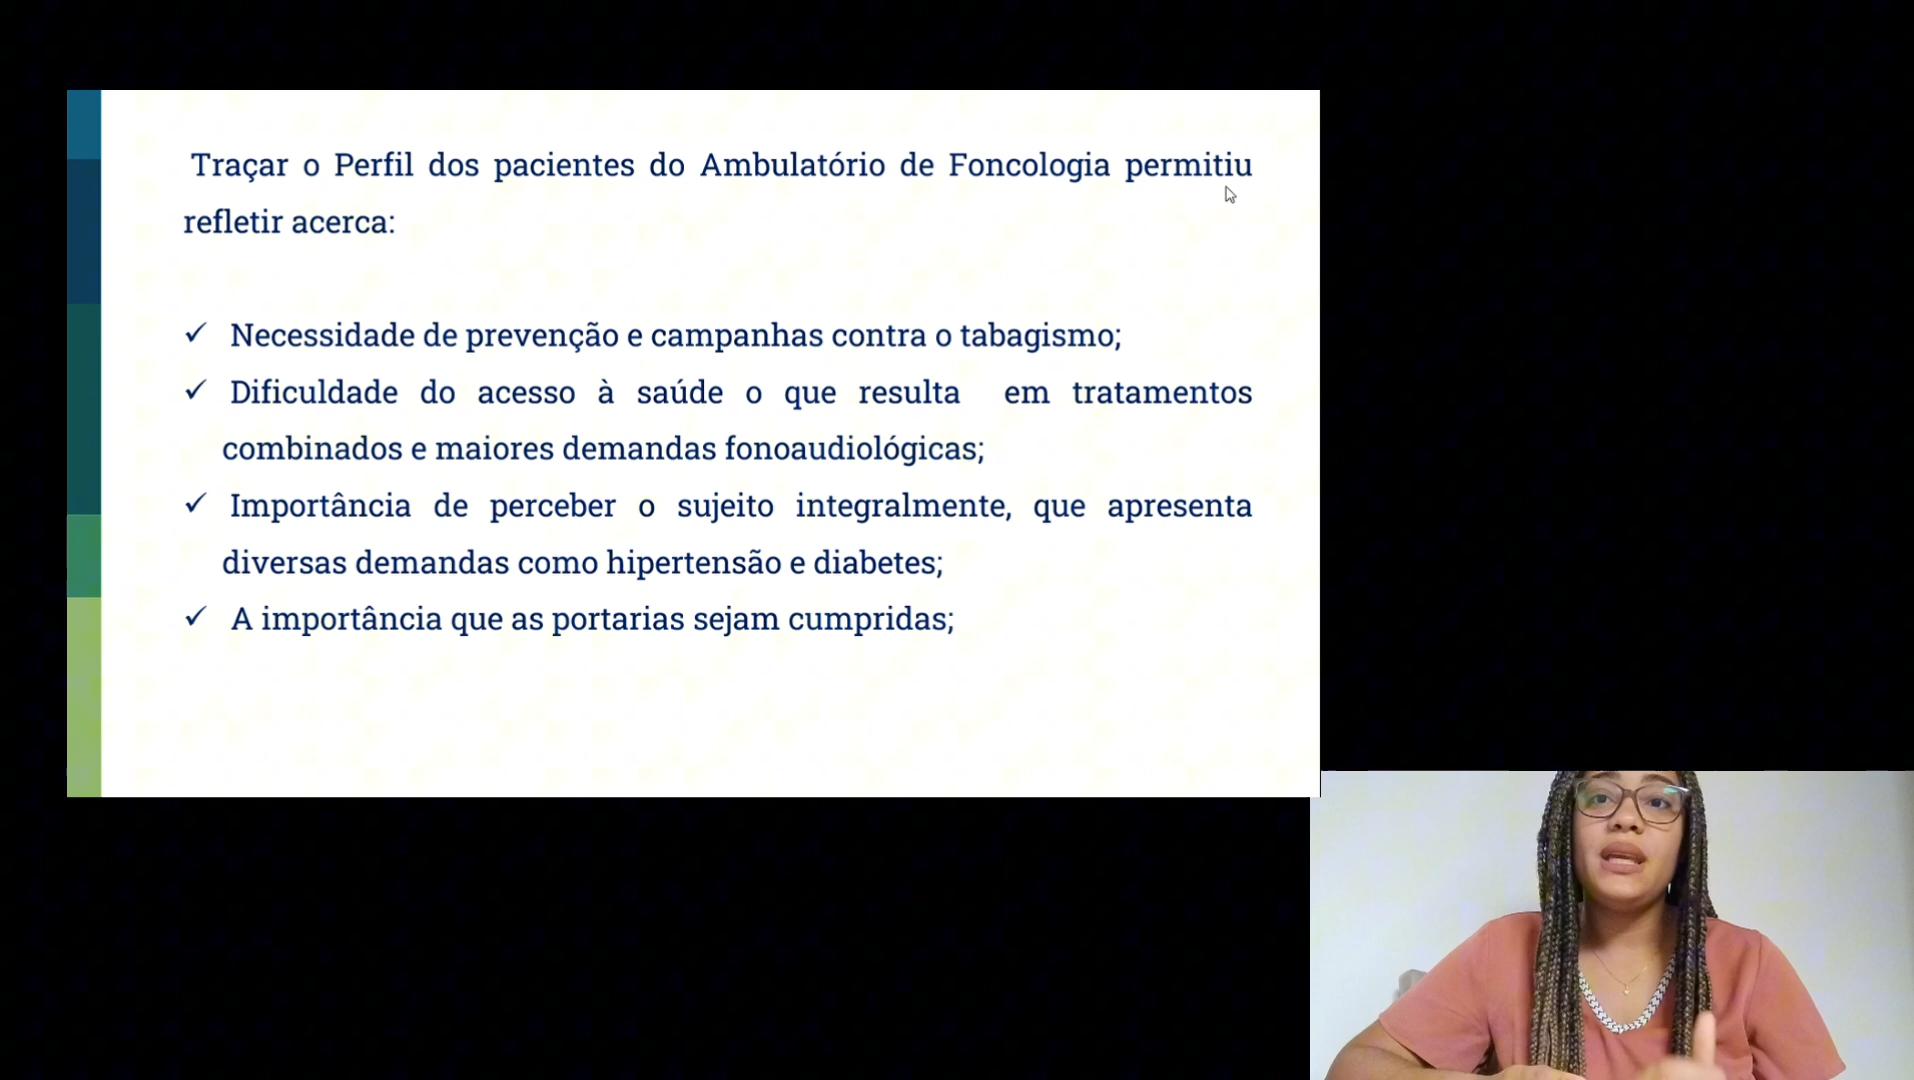 Traçar o Perfil dos pacientes do Ambulatório de Foncologia permitiu
refletir acerca:
✓ Necessidade de prevenção e campanhas contra o tabagismo;
✓ Dificuldade do acesso à saúde o que resulta em tratamentos
combinados e maiores demandas fonoaudiológicas;
✓ Importância de perceber o sujeito integralmente, que apresenta
diversas demandas como hipertensão e diabetes;
✓ A importância que as portarias sejam cumpridas;